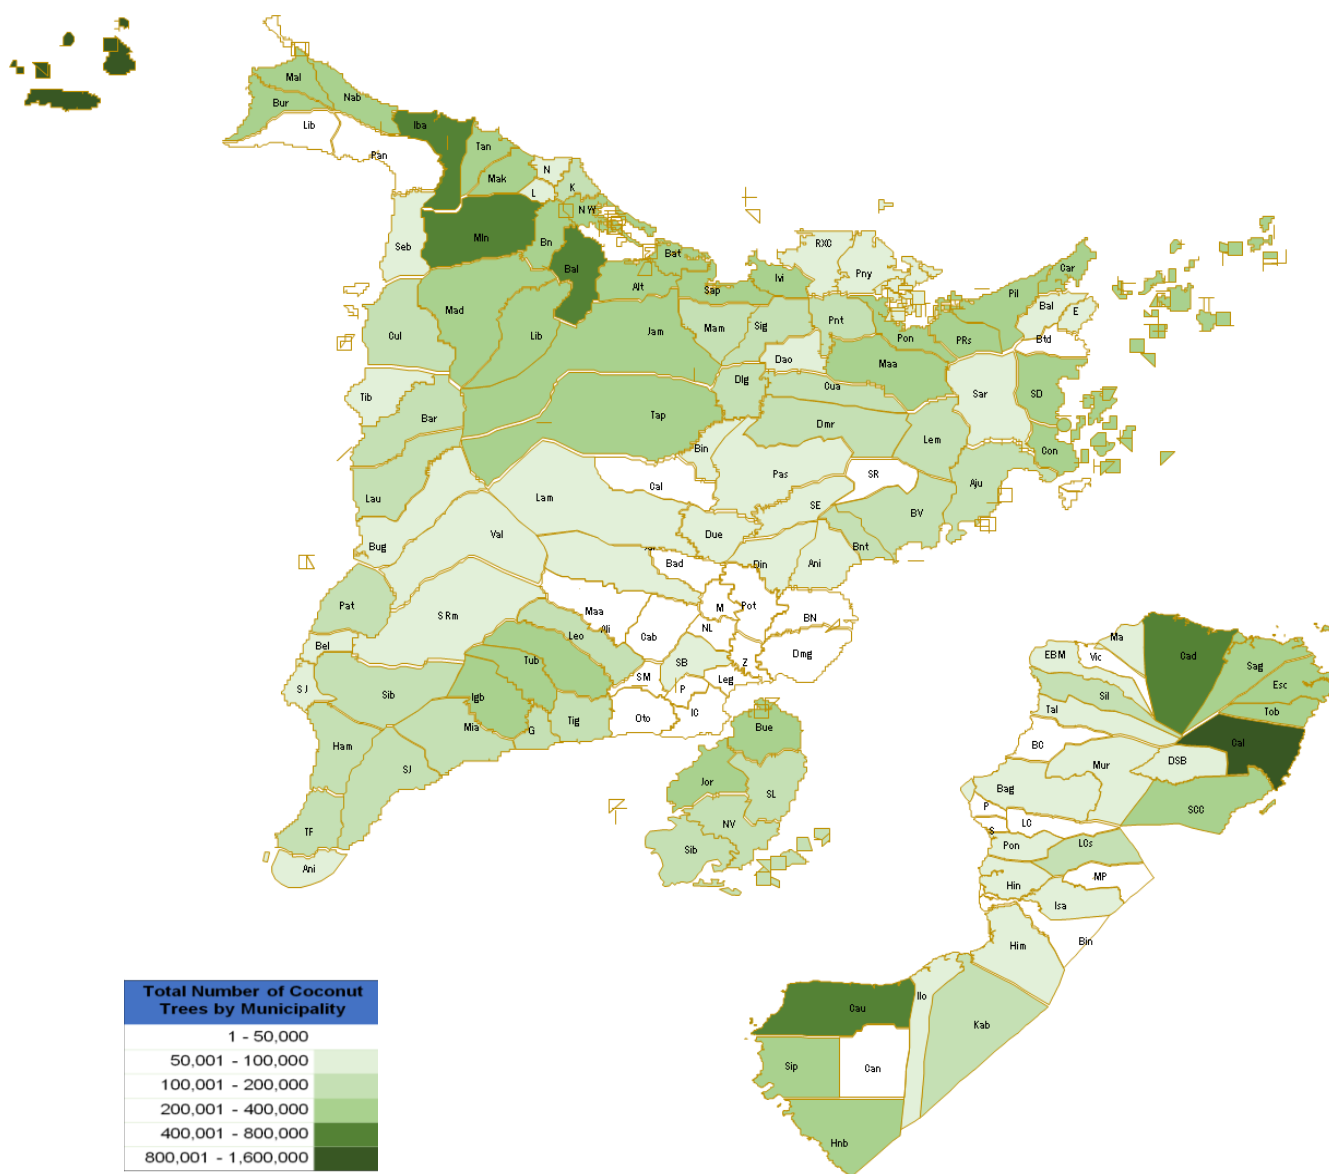 Mal
Nab
Bur
Lib
Iba
Pan
Tan
Mak
N
K
L
NW
Seb
Mln
Bn
Bal
Bat
RXC
Pny
Ivi
Car
Alt
Sap
Pil
Bal
E
Mad
Lib
Jam
Mam
Sig
Pnt
Pon
PRs
Btd
Cul
Dao
Maa
Tib
Dlg
Cua
Sar
SD
Bar
Tap
Dmr
Lem
Bin
Con
Lau
Lam
Cal
Pas
SR
Aju
SE
BV
Bug
Val
Due
Bnt
Bad
Din
Ani
Pat
S Rm
Maa
Ali
M
Pot
BN
Bel
Leo
Cab
NL
Dmg
SJ
Sib
Tub
SB
Z
SM
Leg
Igb
P
IC
Oto
Mia
G
Tig
Bue
Ham
SJ
Jor
SL
TF
NV
Sib
Ani
Ma
EBM
Vic
Cad
Sag
Esc
Sil
Tal
Tob
BC
Mur
DSB
Cal
Bag
P
SCC
LC
S
Pon
LCs
Hin
MP
Isa
Him
Bin
Ilo
Cau
Kab
Sip
Can
Hnb
Total Number of Coconut
Trees by Municipality
1 - 50,000
50,001 - 100,000
100,001 - 200,000
200,001 - 400,000
400,001 - 800,000
800,001 - 1,600,000